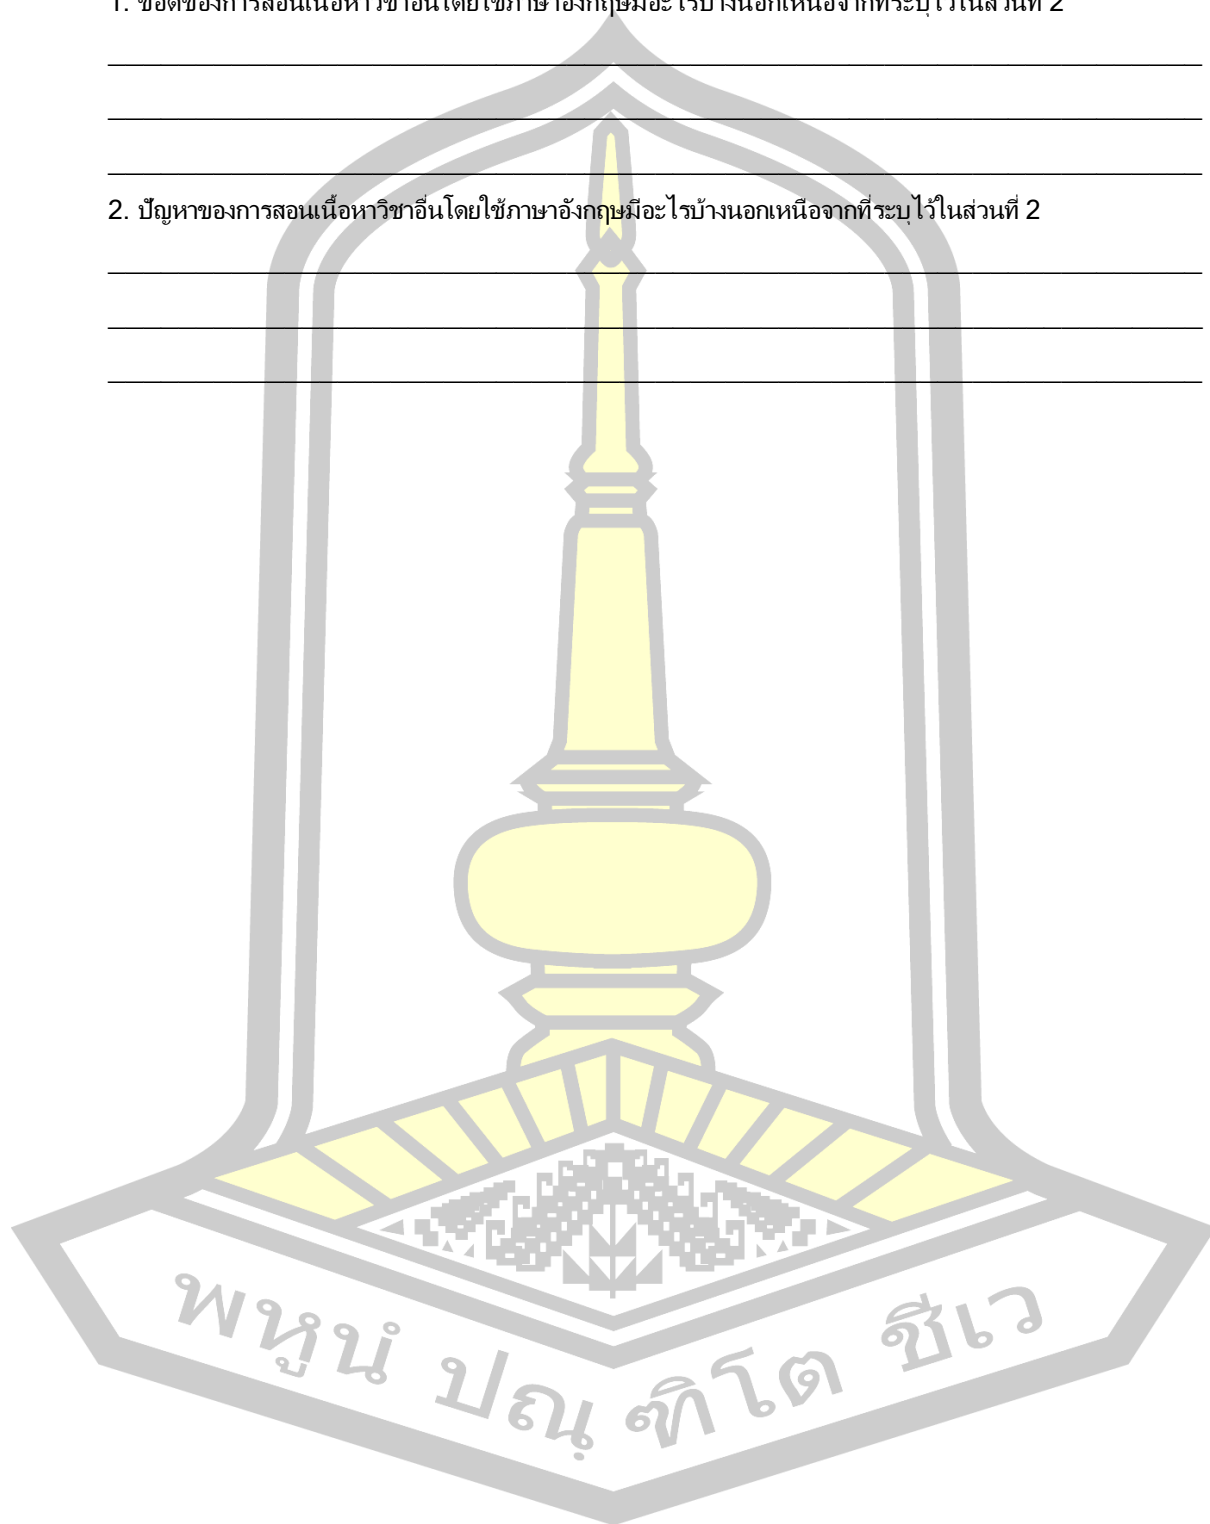 1. ข้อดีของการสอนเนื้อหาวิชาอื่นโดยใช้ภาษาอังกฤษมีอะไรบ้างนอกเหนือจากที่ระบุไว้ในส่วนที่ 2
2. ปัญหาของการสอนเนื้อหาวิชาอื่นโดยใช้ภาษาอังกฤษมีอะไรบ้างนอกเหนือจากที่ระบุไว้ในส่วนที่ 2
พหูนํ ปณฺฑิโต ชีเว